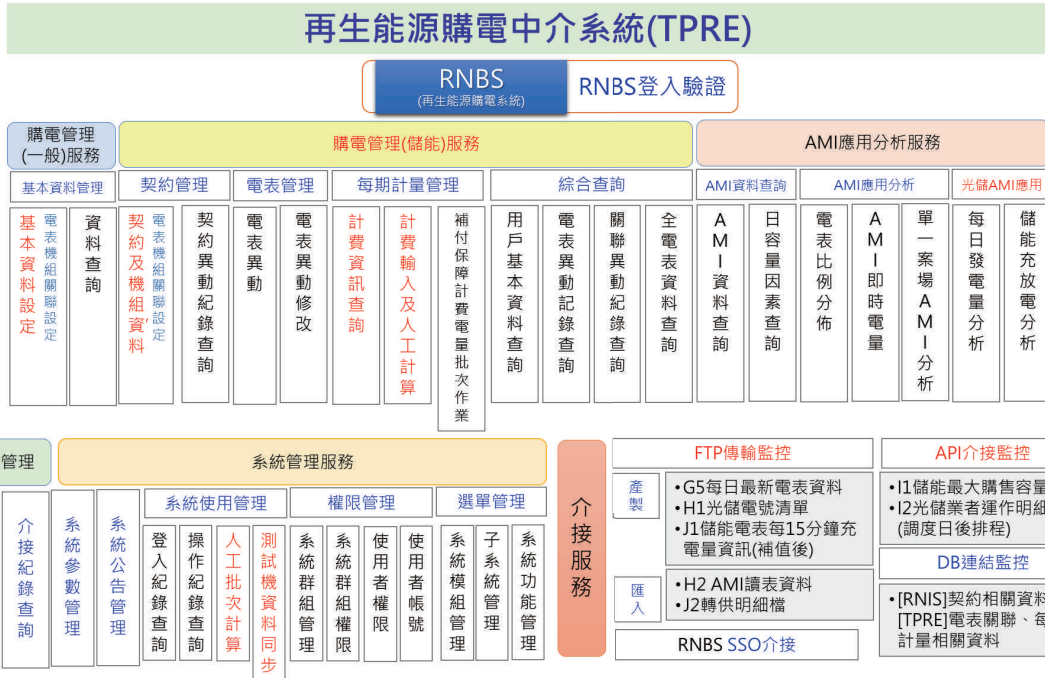 再生能源購電中介系統(TPRE)
RNBS
(再生能源購電系統)
RNBS登入驗證
購電管理
(一般)服務
購電管理(儲能)服務
AMI應用分析服務
基本資料管理
契約管理
電表管理
每期計量管理
綜合查詢
AMI資料查詢
AMI應用分析
光儲AMI應用
基本資料設定
電表機組關聯設定
資料查詢
契約及機組資料
電表機組關聯設定
契約異動紀錄查詢
電表異動
電表異動修改
計費資訊查詢
計費輸入及人工計算
補付保障計費電量批次作業
用戶基本資料查詢
電表異動記錄查詢
關聯異動紀錄查詢
全電表資料查詢
AMI資料查詢
日容量因素查詢
電表比例分佈
AMI即時電量
單一案場AMI分析
每日發電量分析
儲能充放電分析
管理
系統管理服務
介接紀錄查詢
系統參數管理
系統公告管理
系統使用管理
權限管理
選單管理
登入紀錄查詢
操作紀錄查詢
人工批次計算
測試機資料同步
系統群組管理
系統群組權限
使用者權限
使用者帳號
系統模組管理
子系統管理
系統功能管理
介接服務
FTP傳輸監控
產製
•G5每日最新電表資料
•H1光儲電號清單
•J1儲能電表每15分鐘充
電量資訊(補值後)
匯入
•H2 AMI讀表資料
•J2轉供明細檔
RNBS SSO介接
API介接監控
•I1儲能最大購售容量
•I2光儲業者運作明細
(調度日後排程)
DB連結監控
•[RNIS]契約相關資料
[TPRE]電表關聯、每
計量相關資料